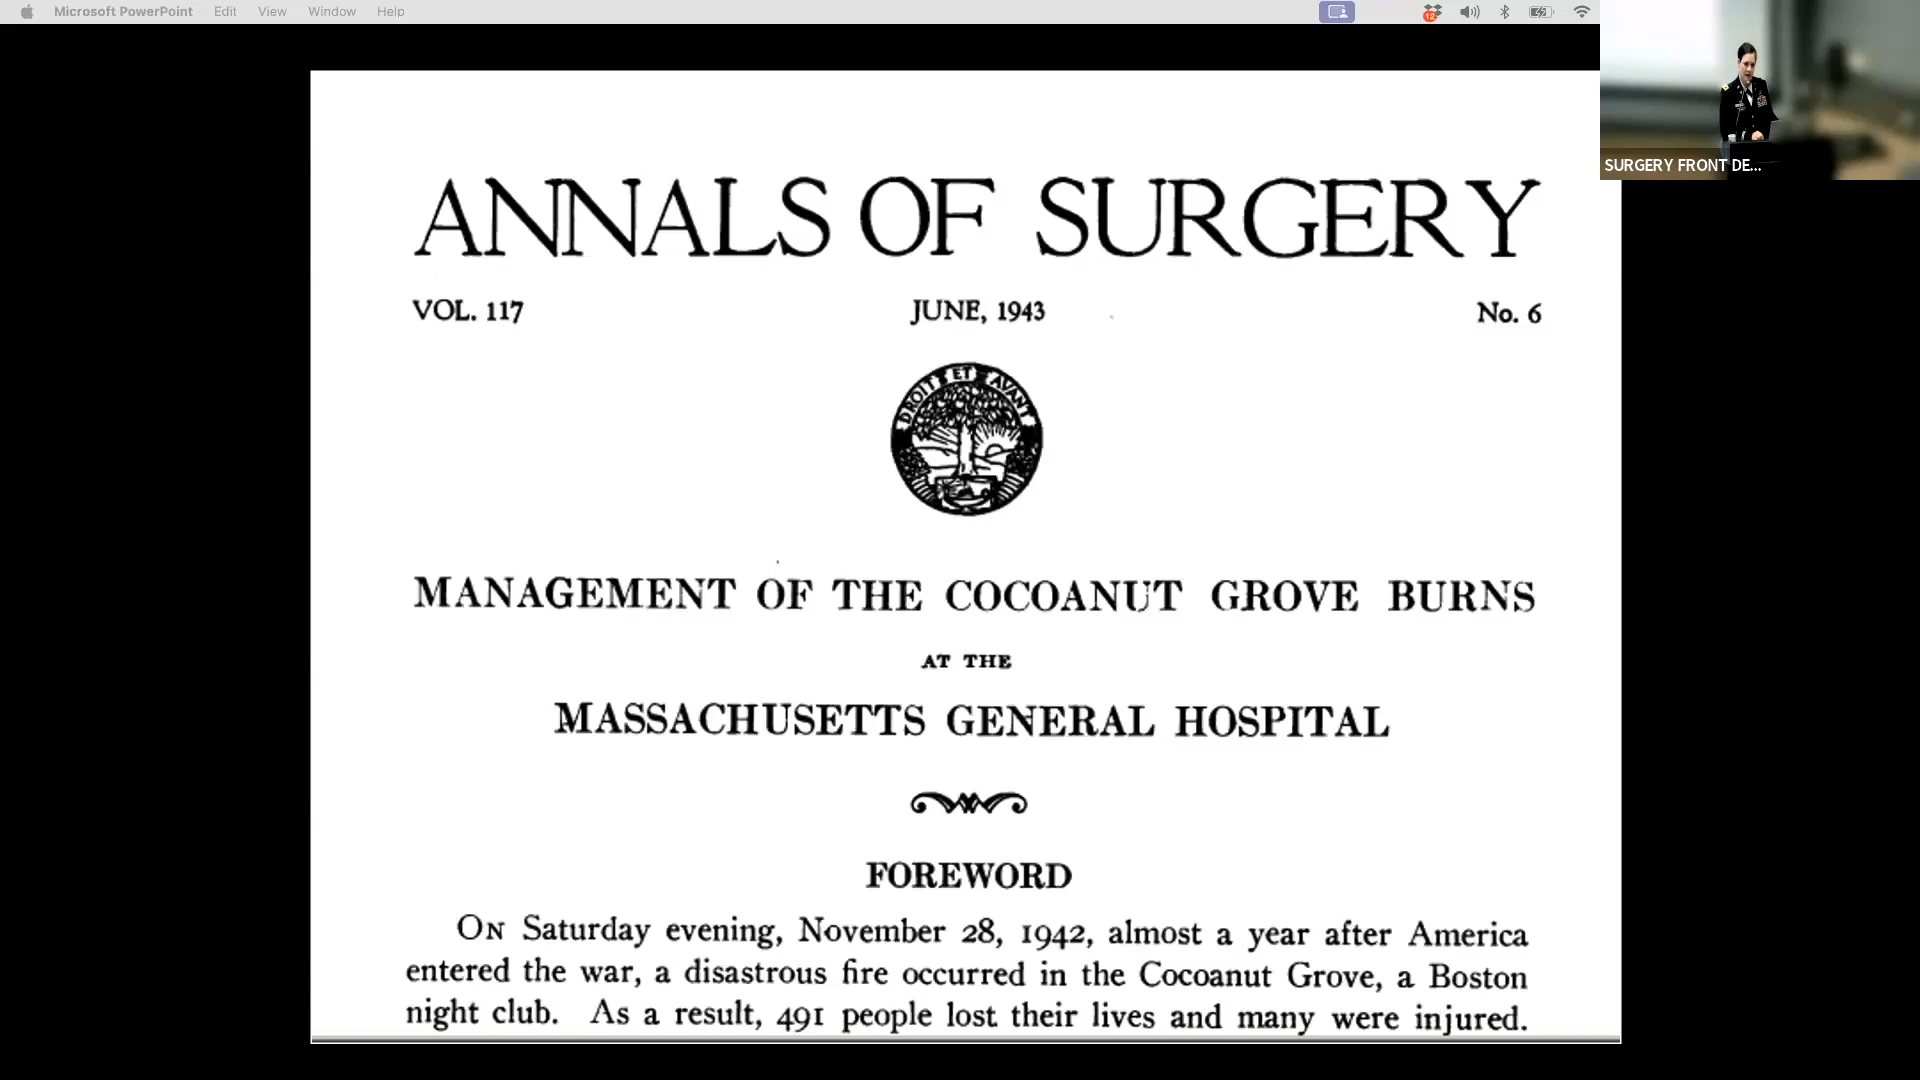 Microsoft PowerPoint Edit View Window Help
12
SURGERY FRONT DE...
ANNALS OF SURGERY
VOL. 117 JUNE, 1943 No. 6
DROIT ET AVANT
MANAGEMENT OF THE COCOANUT GROVE BURNS
AT THE
MASSACHUSETTS GENERAL HOSPITAL
FOREWORD
On Saturday evening, November 28, 1942, almost a year after America
entered the war, a disastrous fire occurred in the Cocoanut Grove, a Boston
night club. As a result, 491 people lost their lives and many were injured.